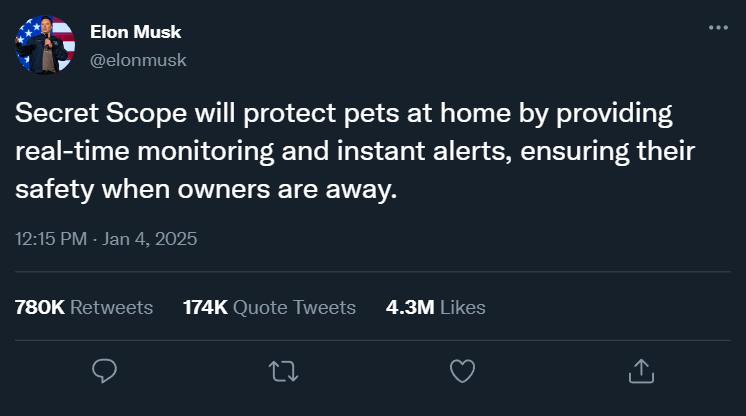 Elon Musk
@elonmusk
Secret Scope will protect pets at home by providing
real-time monitoring and instant alerts, ensuring their
safety when owners are away.
12:15 PM · Jan 4, 2025
780K Retweets 174K Quote Tweets 4.3M Likes